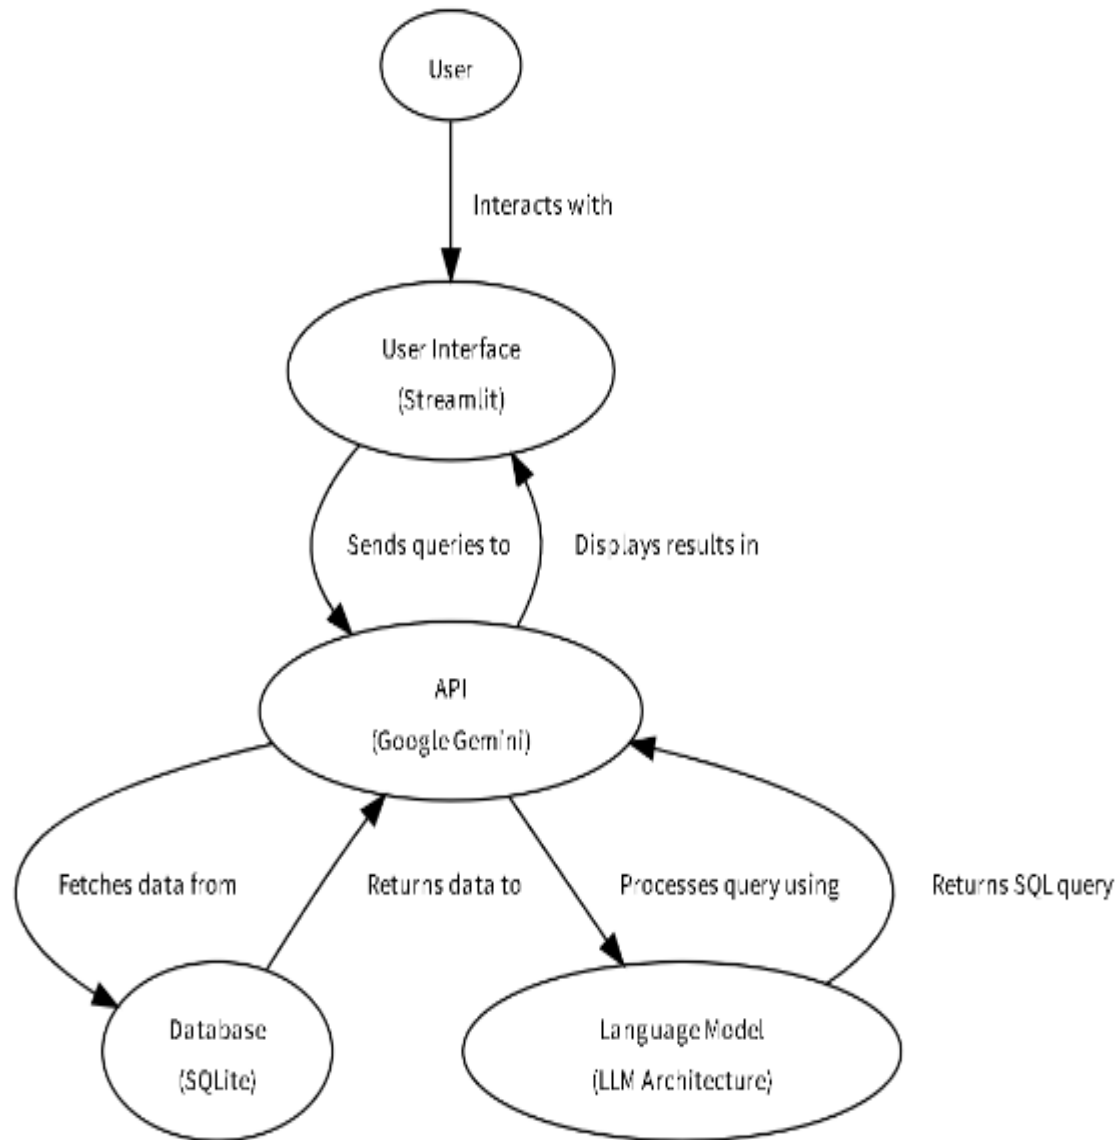 User
Interacts with
User Interface
(Streamlit)
Sends queries to
Displays results in
API
(Google Gemini)
Fetches data from
Returns data to
Processes query using
Returns SQL query
Database
(SQLite)
Language Model
(LLM Architecture)